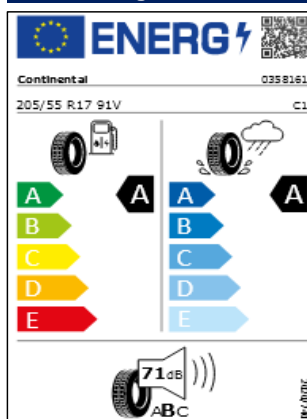 ENERG
Continental 0358161
205/55 R17 91V C1
A A A A
B B
C C
D D
E E
71dB
ABC